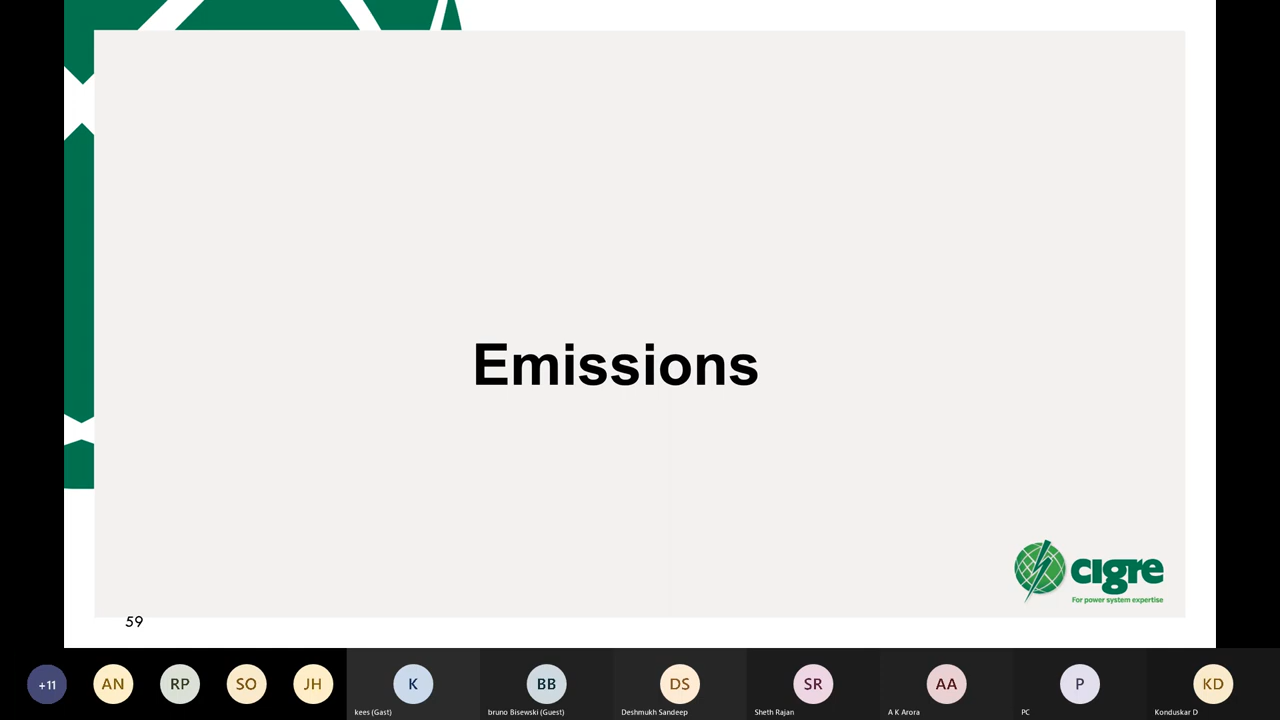 Emissions
cigre
For power system expertise
59
+11
AN
RP
SO
JH
K
BB
DS
SR
AA
P
KD
kees (Gast)
bruno Bisewski (Guest)
Deshmukh Sandeep
Sheth Rajan
A K Arora
PC
Konduskar D